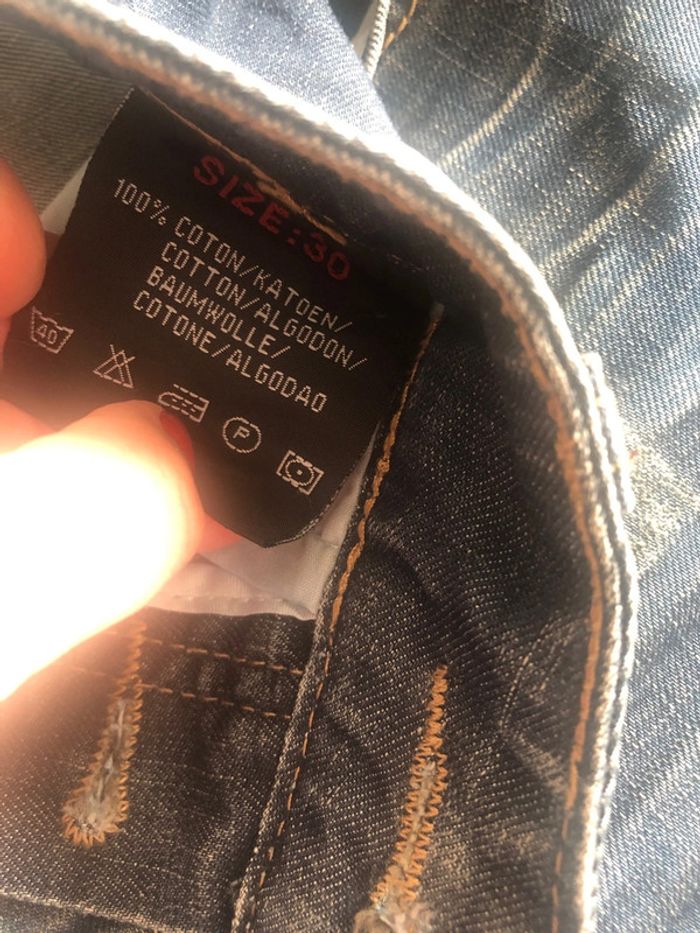 SIZE:30
100% COTON/KATOEN/
COTTON/ALGODON/
BAUMWOLLE/
COTONE/ALGODAO
40
P